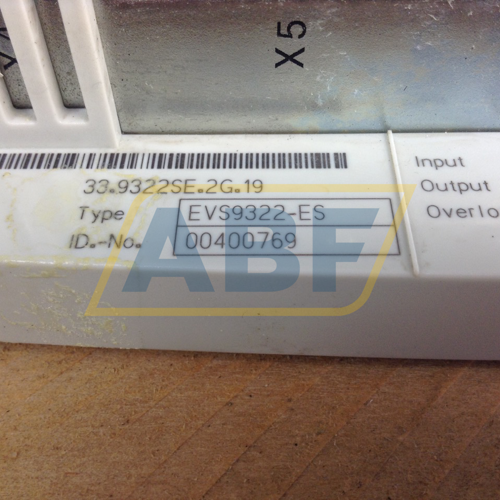 X5
33.9322SE.2G.19
Type EVS9322-ES
ID.-No. 00400769
Input
Output
Overlo
ABF